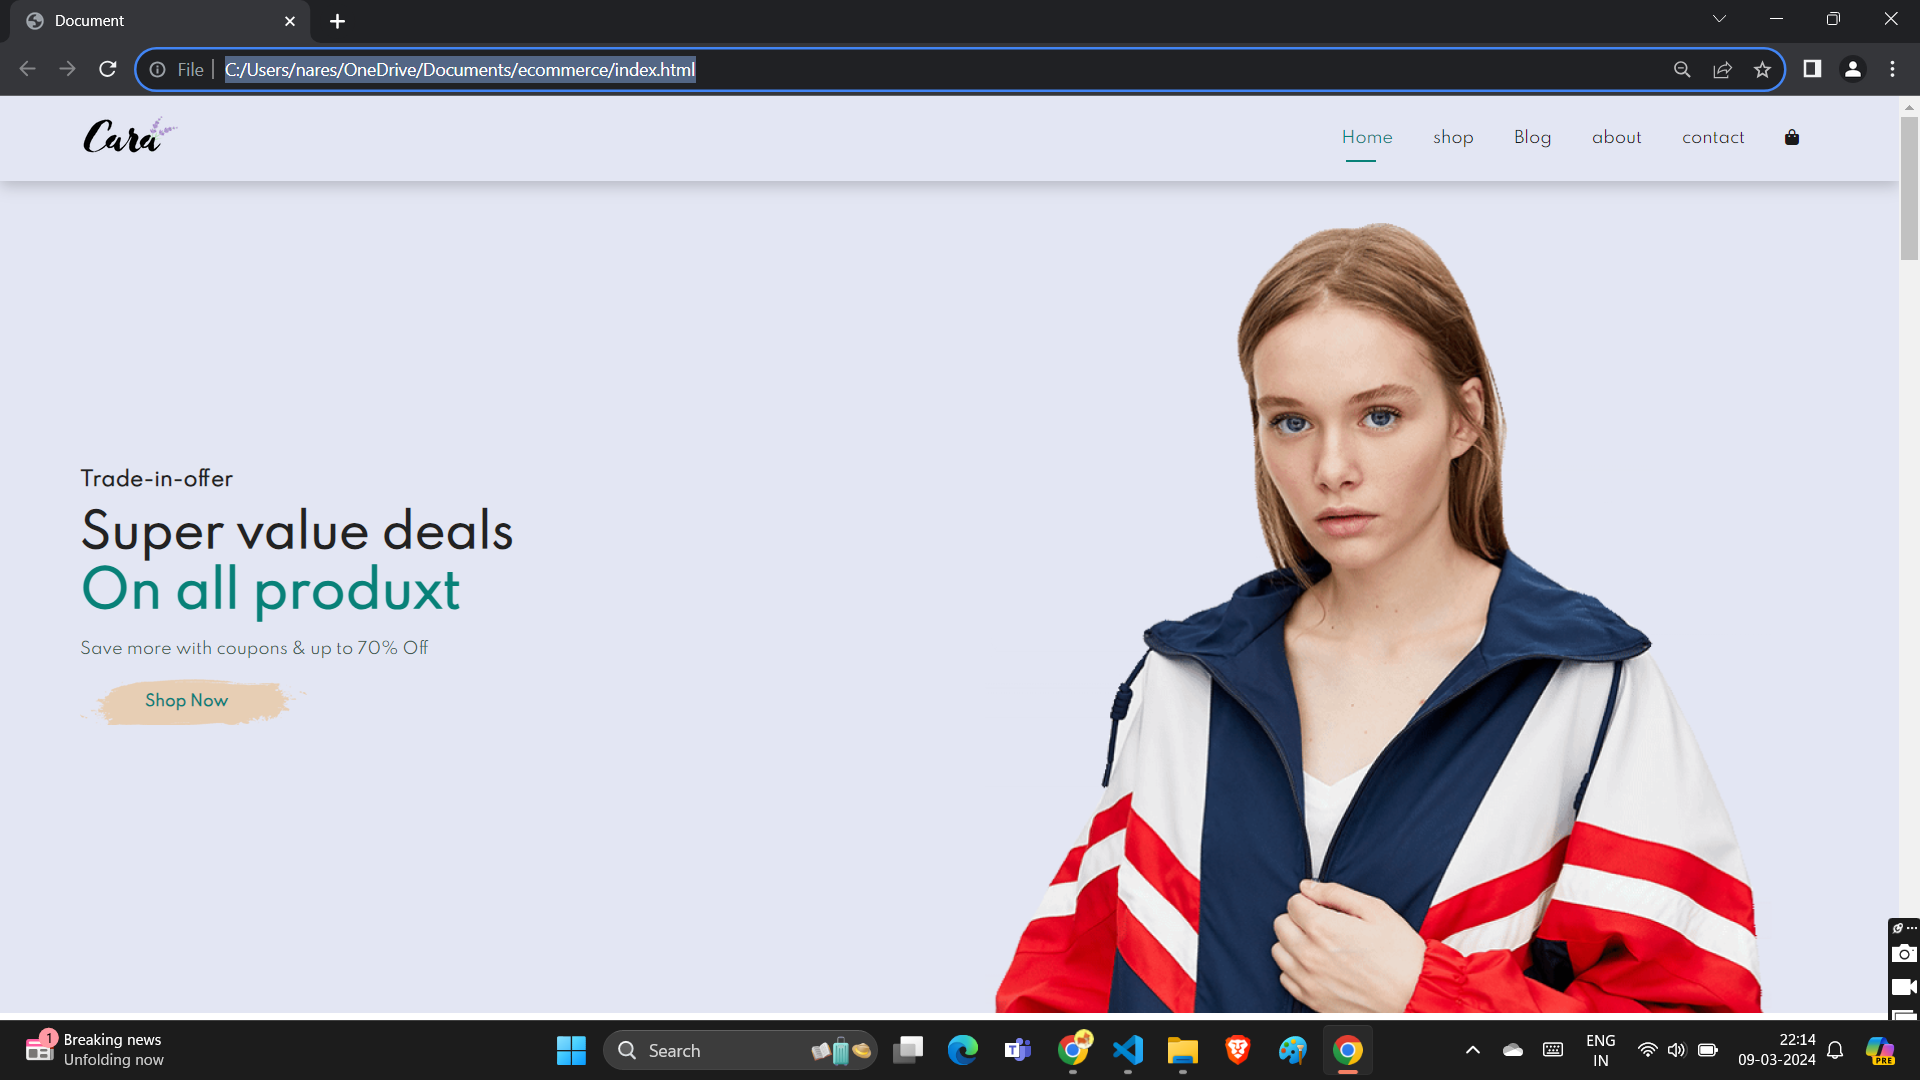 Document
File
C:/Users/nares/OneDrive/Documents/ecommerce/index.html
Cara
Home shop Blog about contact
Trade-in-offer
Super value deals
On all produxt
Save more with coupons & up to 70% Off
Shop Now
1
Breaking news
Unfolding now
Search
ENG
IN
22:14
09-03-2024
PRE